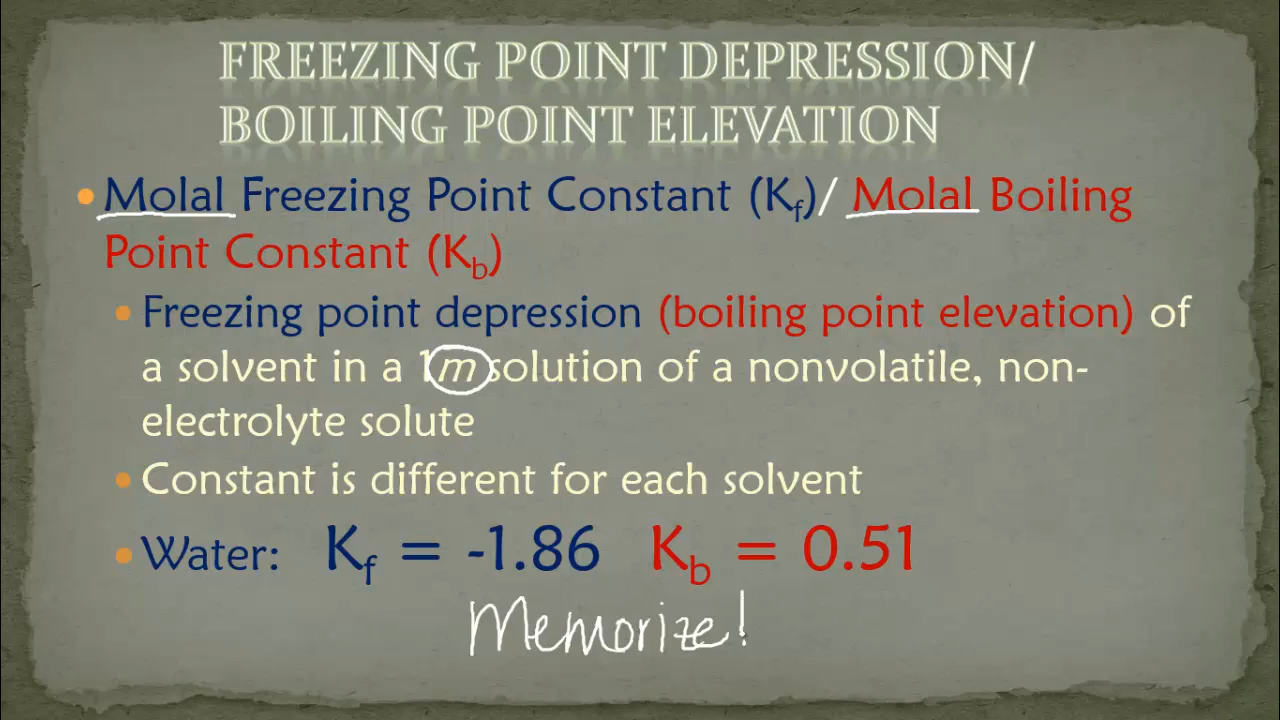 FREEZING POINT DEPRESSION/
BOILING POINT ELEVATION
• Molal Freezing Point Constant (Kf)/ Molal Boiling
Point Constant (Kb)
• Freezing point depression (boiling point elevation) of
a solvent in a 1m solution of a nonvolatile, non-
electrolyte solute
• Constant is different for each solvent
• Water: Kf = -1.86 Kb = 0.51
Memorize!